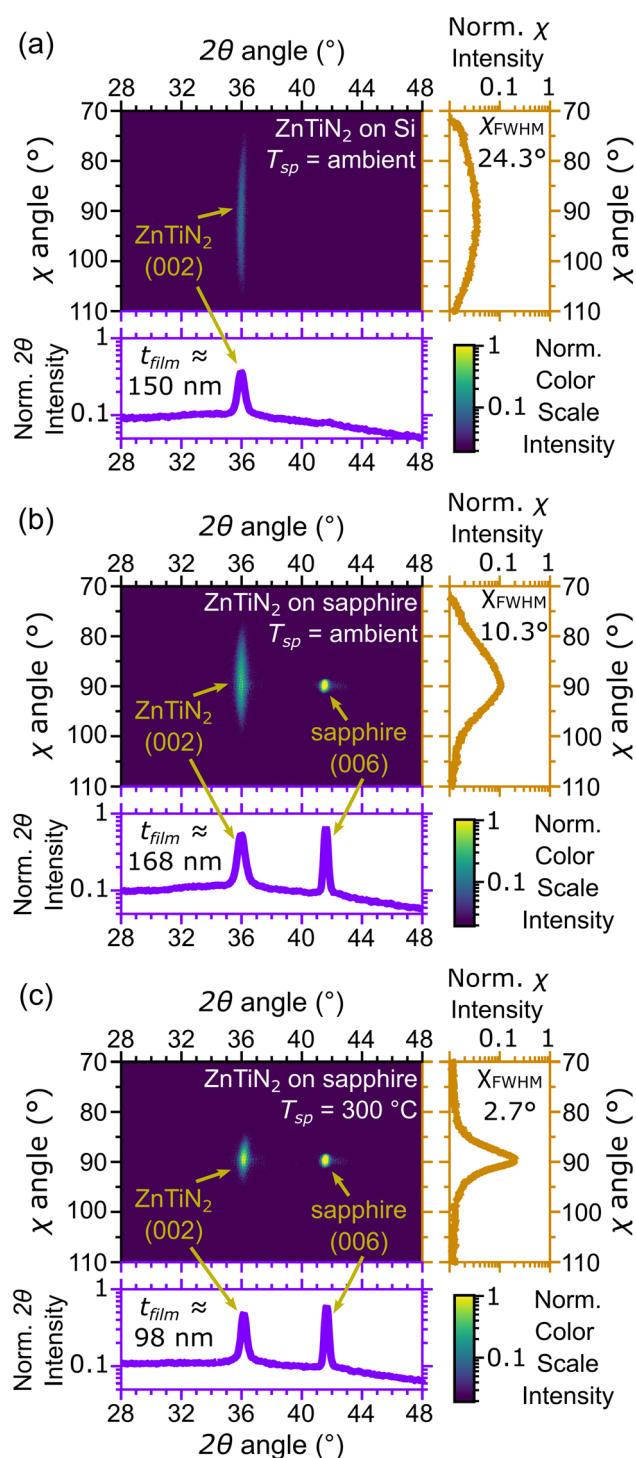 (a)
2θ angle (°)
28 32 36 40 44 48
Norm. χ
Intensity
0.1 1
χ angle (°)
70
80
90
100
110
ZnTiN2 on Si
Tsp = ambient
ZnTiN2
(002)
χFWHM
24.3°
70
80
90
100
110
χ angle (°)
Norm. 2θ
Intensity
1
0.1
tfilm ≈
150 nm
28 32 36 40 44 48
1
0.1
Norm.
Color
Scale
Intensity
(b)
2θ angle (°)
28 32 36 40 44 48
Norm. χ
Intensity
0.1 1
χ angle (°)
70
80
90
100
110
ZnTiN2 on sapphire
Tsp = ambient
ZnTiN2
(002)
sapphire
(006)
χFWHM
10.3°
70
80
90
100
110
χ angle (°)
Norm. 2θ
Intensity
1
0.1
tfilm ≈
168 nm
28 32 36 40 44 48
1
0.1
Norm.
Color
Scale
Intensity
(c)
2θ angle (°)
28 32 36 40 44 48
Norm. χ
Intensity
0.1 1
χ angle (°)
70
80
90
100
110
ZnTiN2 on sapphire
Tsp = 300 °C
ZnTiN2
(002)
sapphire
(006)
χFWHM
2.7°
70
80
90
100
110
χ angle (°)
Norm. 2θ
Intensity
1
0.1
tfilm ≈
98 nm
28 32 36 40 44 48
2θ angle (°)
1
0.1
Norm.
Color
Scale
Intensity